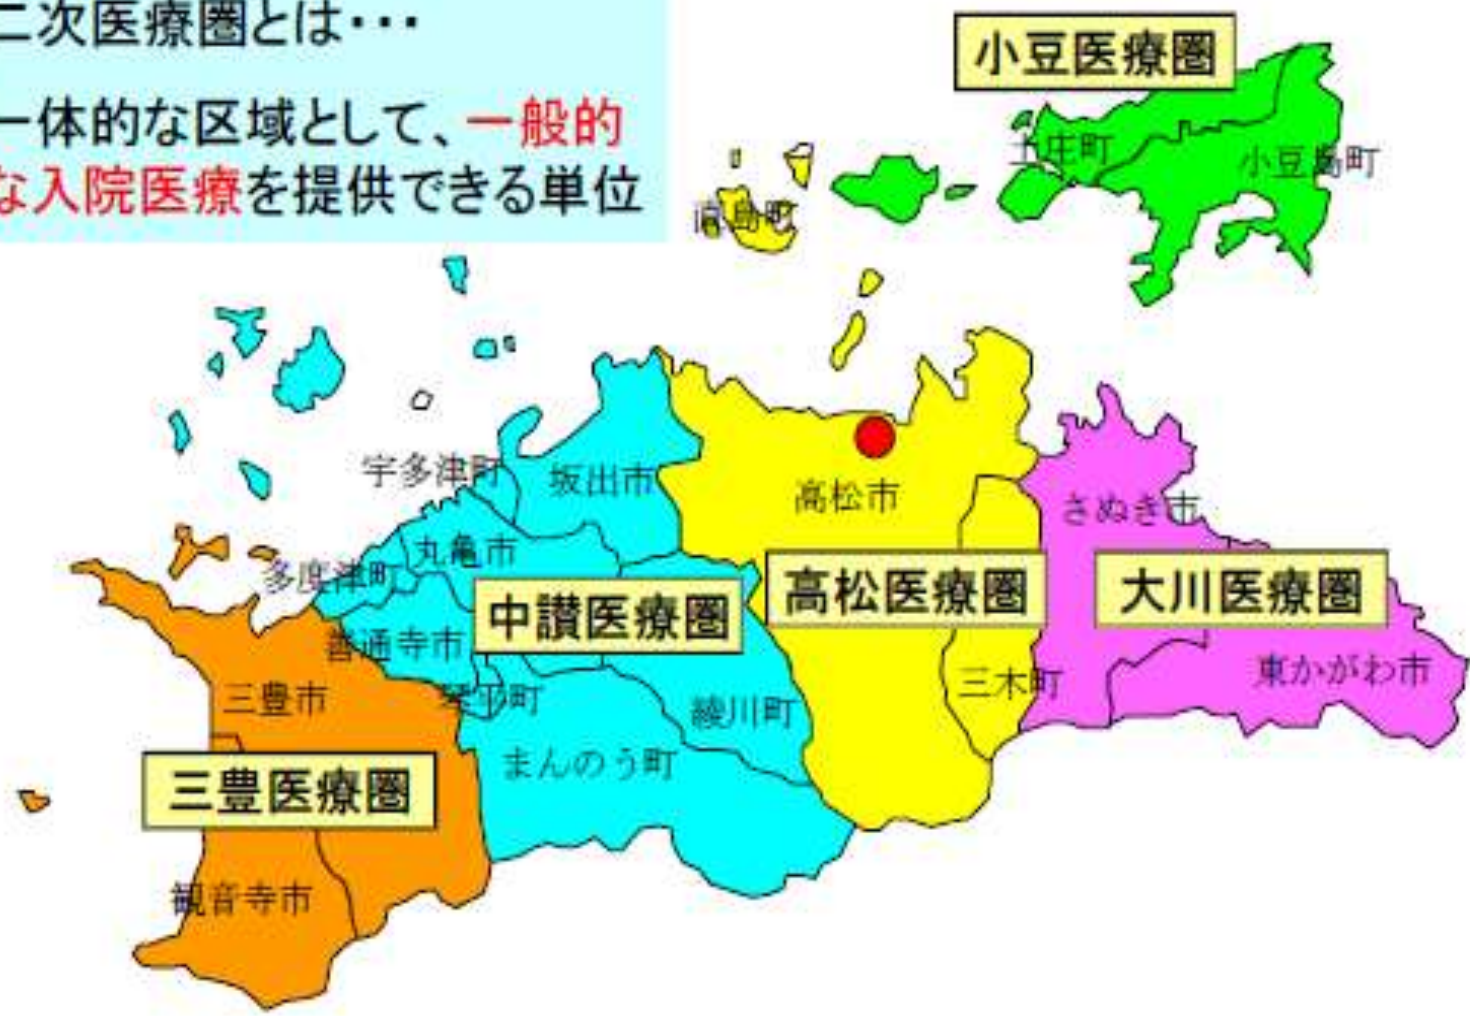 二次医療圏とは・・・
一体的な区域として、一般的
な入院医療を提供できる単位
小豆医療圏
土庄町
小豆島町
直島町
宇多津町
坂出市
高松市
さぬき市
丸亀市
多度津町
中讃医療圏
高松医療圏
大川医療圏
善通寺市
三豊市
琴平町
綾川町
三木町
東かがわ市
まんのう町
三豊医療圏
観音寺市